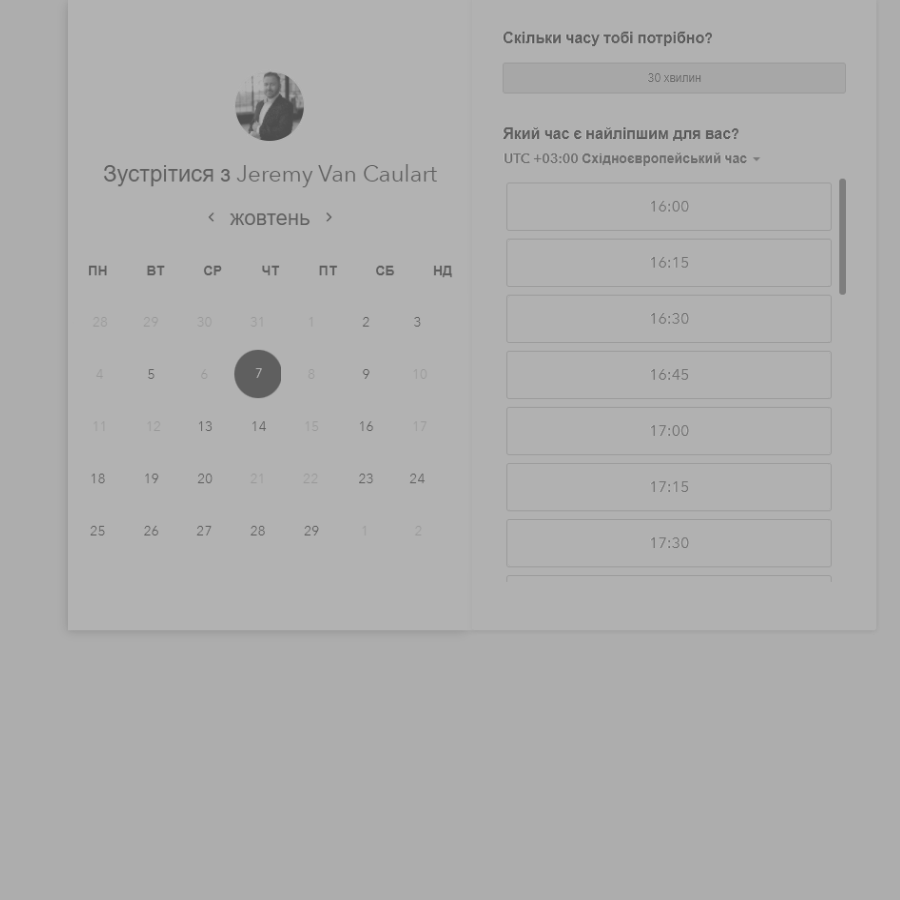 Зустрітися з Jeremy Van Caulart
‹ жовтень ›
ПН ВТ СР ЧТ ПТ СБ НД
28 29 30 31 1 2 3
4 5 6 7 8 9 10
11 12 13 14 15 16 17
18 19 20 21 22 23 24
25 26 27 28 29 1 2
Скільки часу тобі потрібно?
30 хвилин
Який час є найліпшим для вас?
UTC +03:00 Східноєвропейський час
16:00
16:15
16:30
16:45
17:00
17:15
17:30